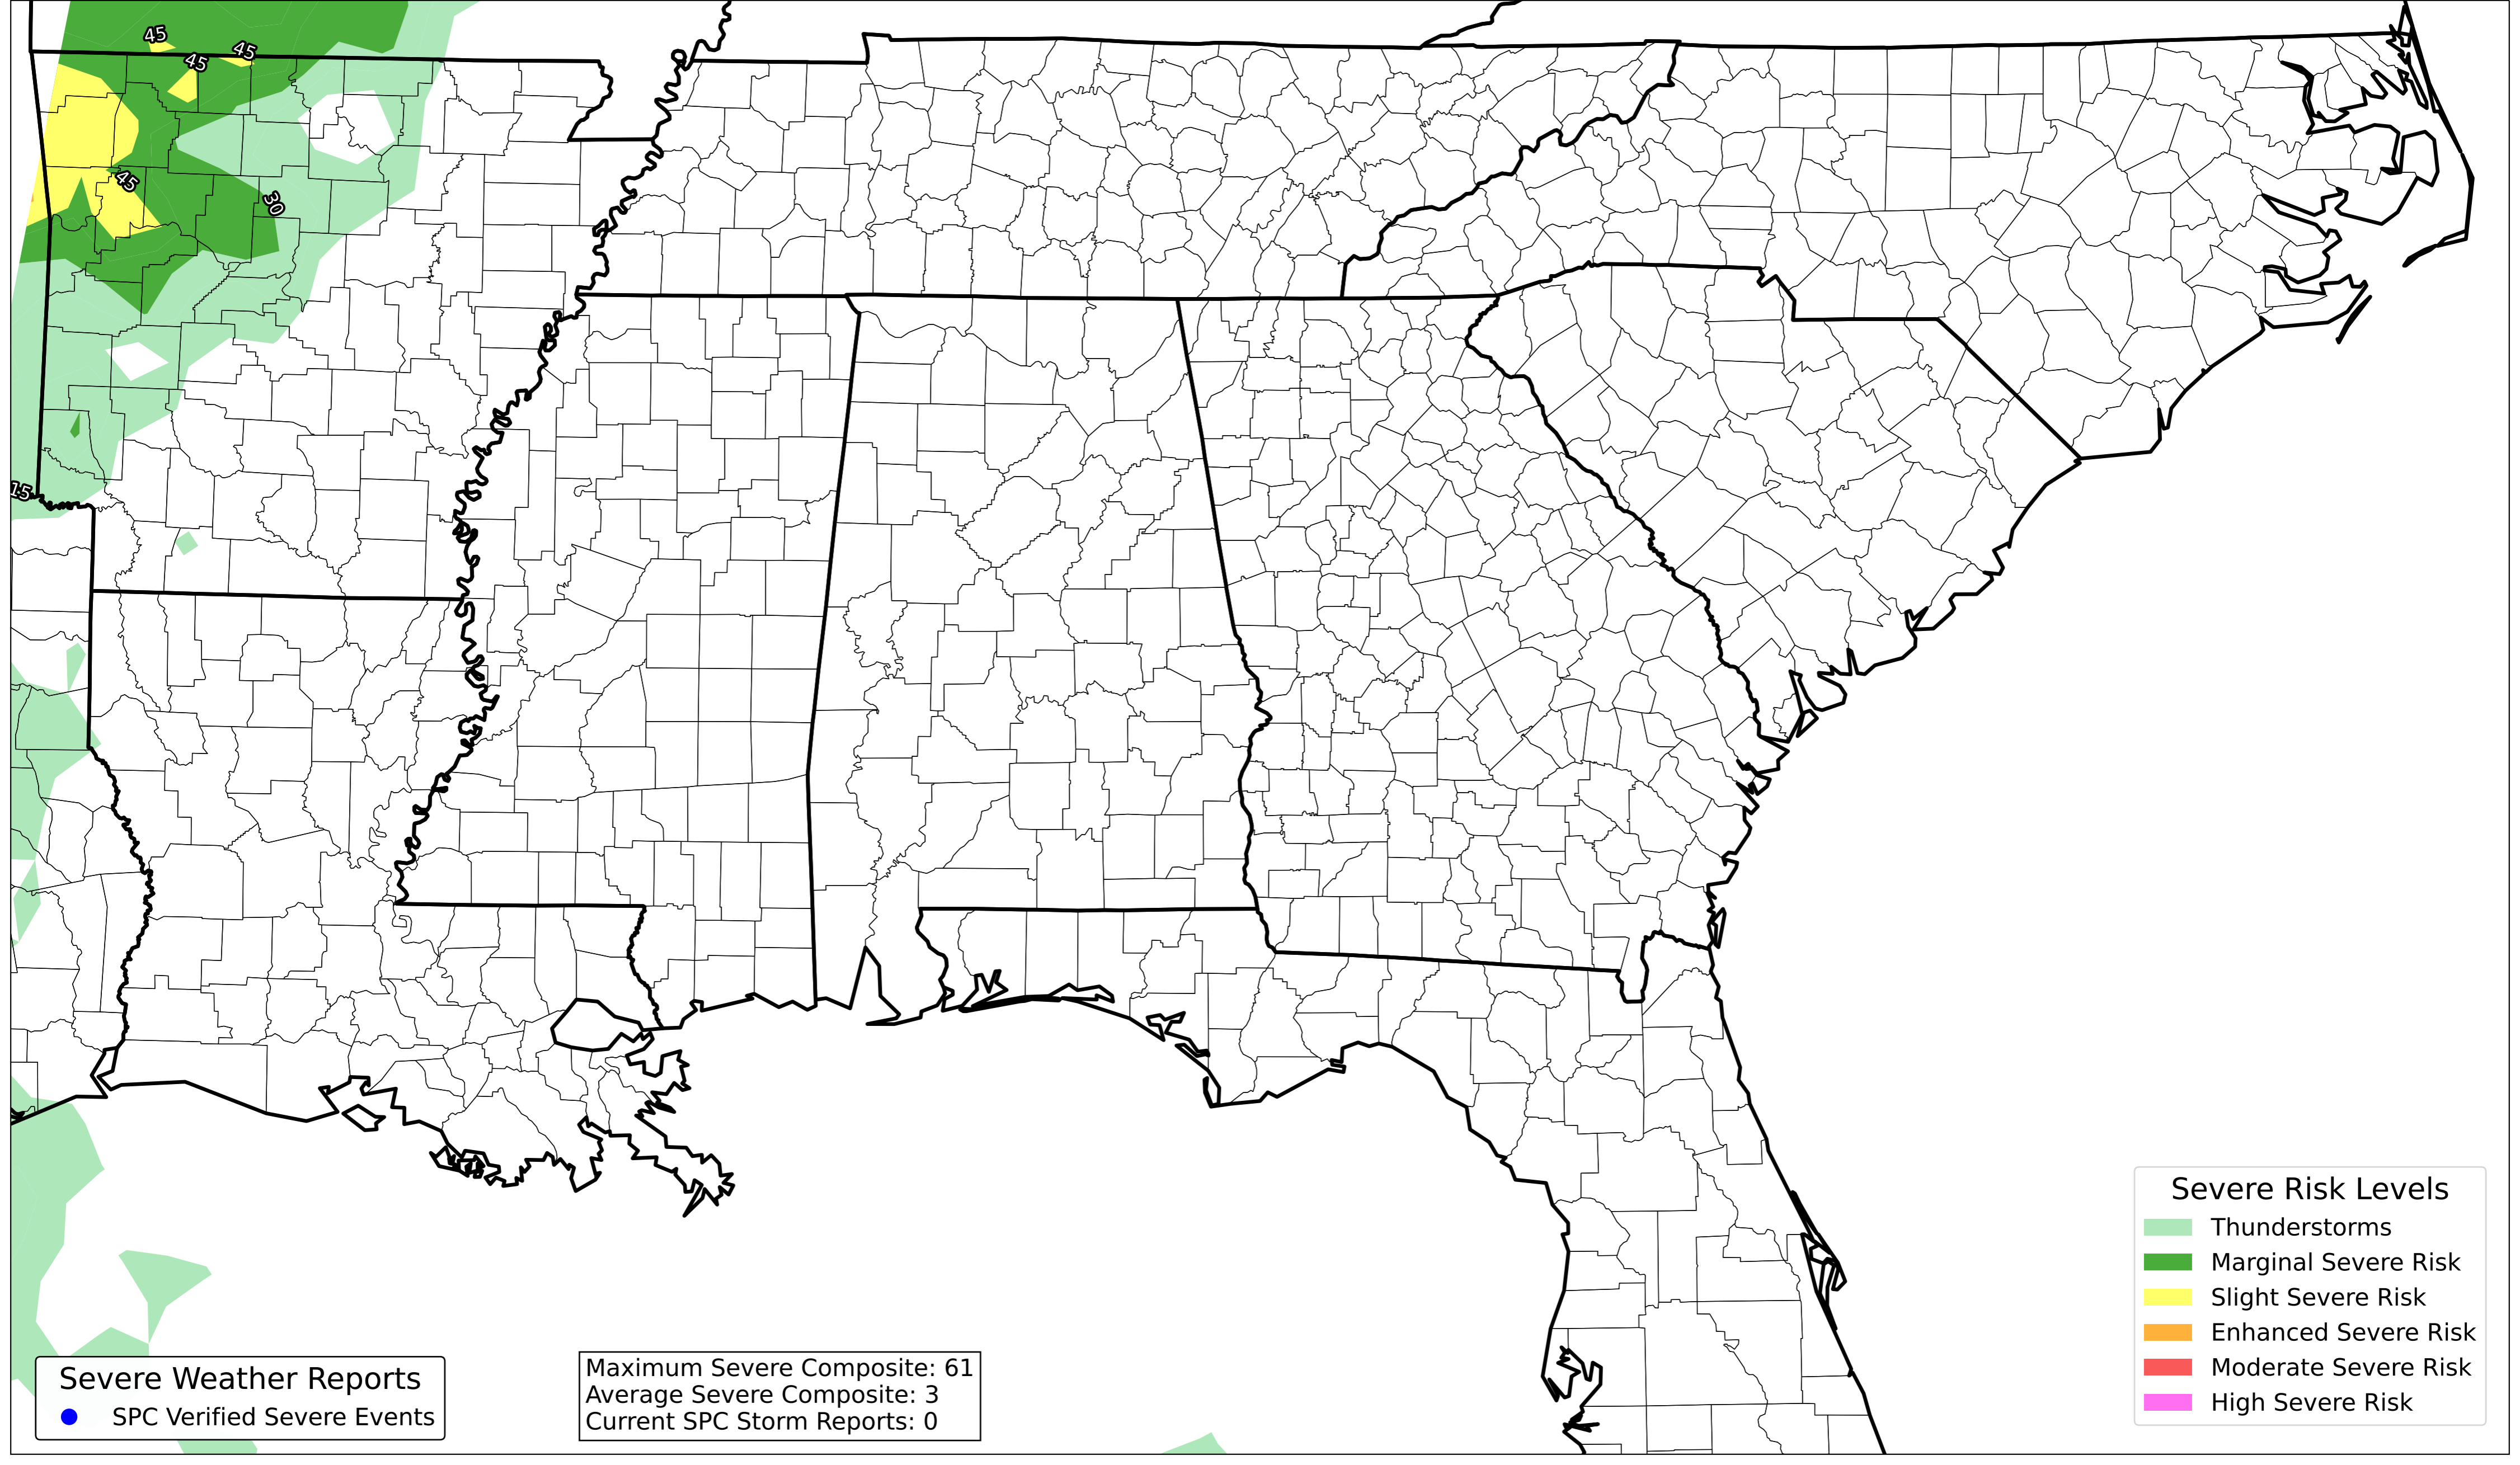 45
45
45
45
30
15
Severe Risk Levels
Thunderstorms
Marginal Severe Risk
Slight Severe Risk
Enhanced Severe Risk
Moderate Severe Risk
High Severe Risk
Severe Weather Reports
SPC Verified Severe Events
Maximum Severe Composite: 61
Average Severe Composite: 3
Current SPC Storm Reports: 0